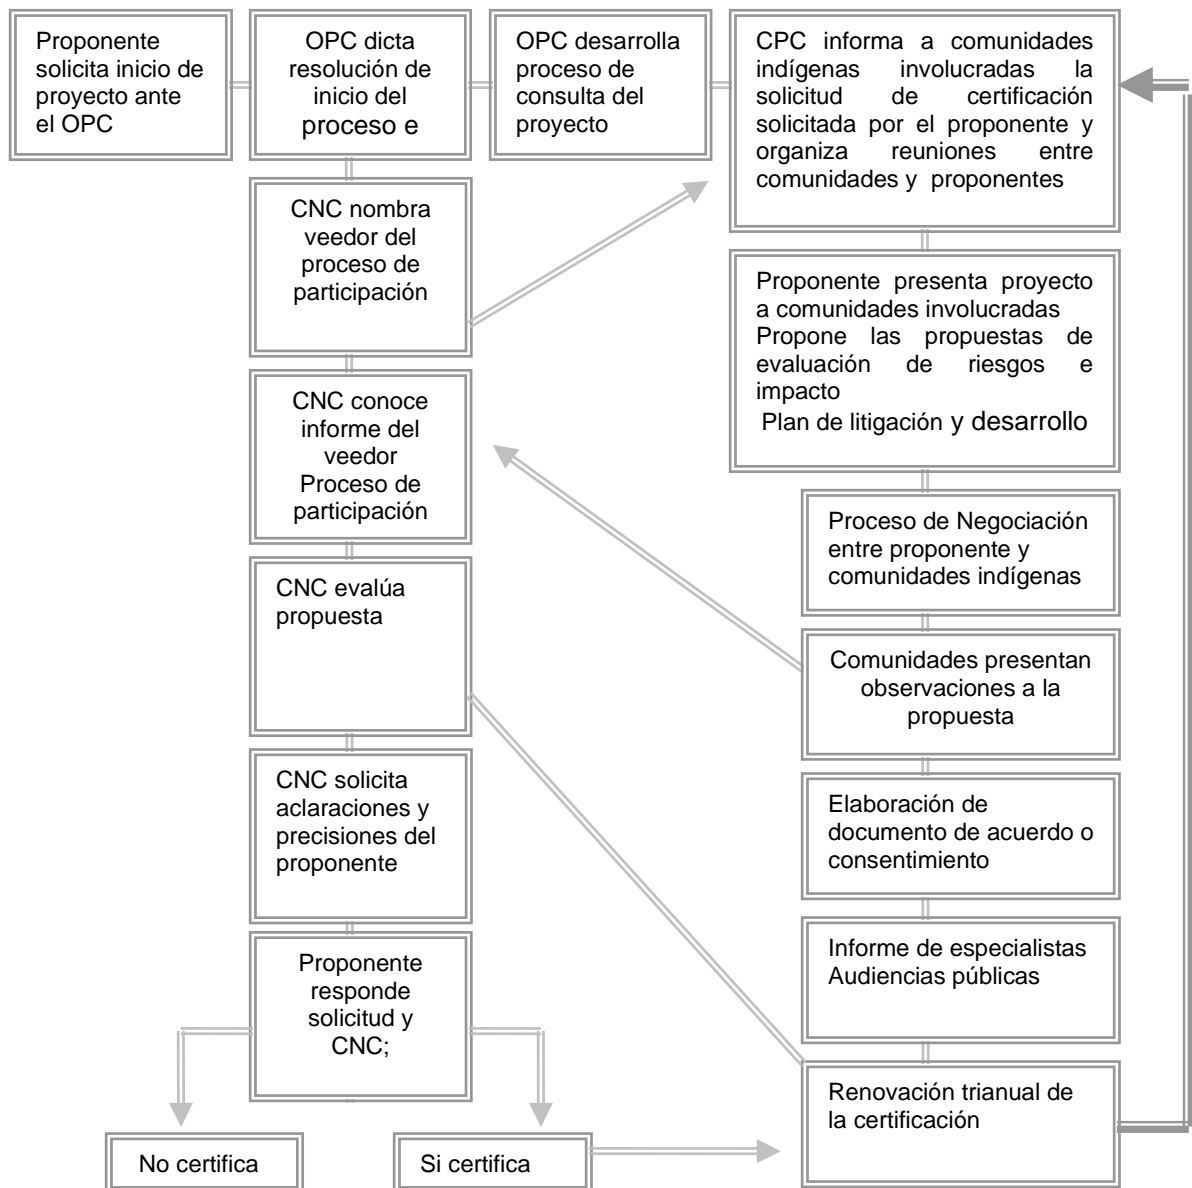 Proponente
solicita inicio de
proyecto ante
el OPC
OPC dicta
resolución de
inicio del
proceso e
OPC desarrolla
proceso de
consulta del
proyecto
CPC informa a comunidades
indígenas involucradas la
solicitud de certificación
solicitada por el proponente y
organiza reuniones entre
comunidades y proponentes
CNC nombra
veedor del
proceso de
participación
Proponente presenta proyecto
a comunidades involucradas
Propone las propuestas de
evaluación de riesgos e
impacto
Plan de litigación y desarrollo
CNC conoce
informe del
veedor
Proceso de
participación
Proceso de Negociación
entre proponente y
comunidades indígenas
CNC evalúa
propuesta
Comunidades presentan
observaciones a la
propuesta
CNC solicita
aclaraciones y
precisiones del
proponente
Elaboración de
documento de acuerdo o
consentimiento
Informe de especialistas
Audiencias públicas
Proponente
responde
solicitud y
CNC;
Renovación trianual de
la certificación
No certifica
Si certifica